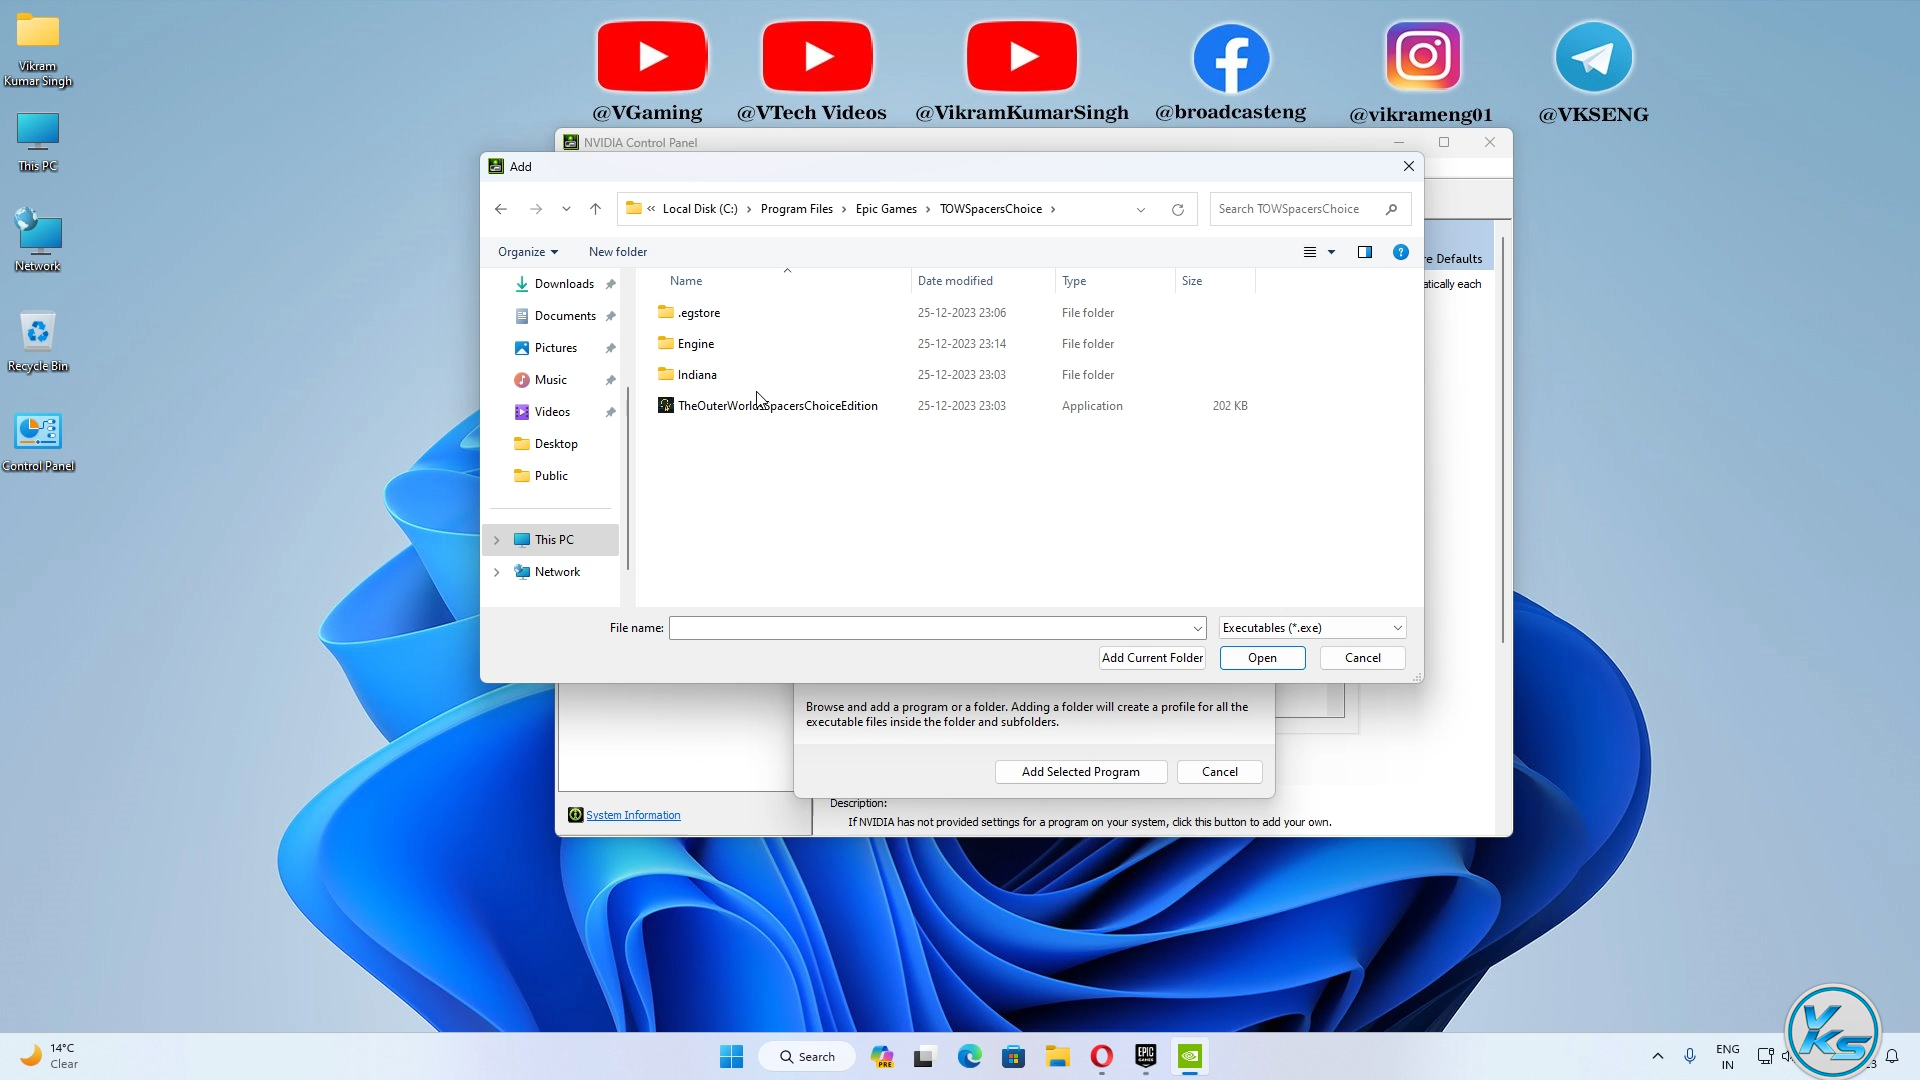 Vikram
Kumar Singh
This PC
Network
Recycle Bin
Control Panel
@VGaming
@VTech Videos
@VikramKumarSingh
@broadcasteng
@vikrameng01
@VKSENG
NVIDIA Control Panel
Add
« Local Disk (C:) › Program Files › Epic Games › TOWSpacersChoice ›
Search TOWSpacersChoice
Organize
New folder
e Defaults
atically each
Downloads
Documents
Pictures
Music
Videos
Desktop
Public
This PC
Network
Name Date modified Type Size
.egstore 25-12-2023 23:06 File folder
Engine 25-12-2023 23:14 File folder
Indiana 25-12-2023 23:03 File folder
TheOuterWorldsSpacersChoiceEdition 25-12-2023 23:03 Application 202 KB
File name:
Executables (*.exe)
Add Current Folder
Open
Cancel
Browse and add a program or a folder. Adding a folder will create a profile for all the
executable files inside the folder and subfolders.
Add Selected Program
Cancel
System Information
Description:
If NVIDIA has not provided settings for a program on your system, click this button to add your own.
14°C
Clear
Search
PRE
EPIC
GAMES
ENG
IN
VKS